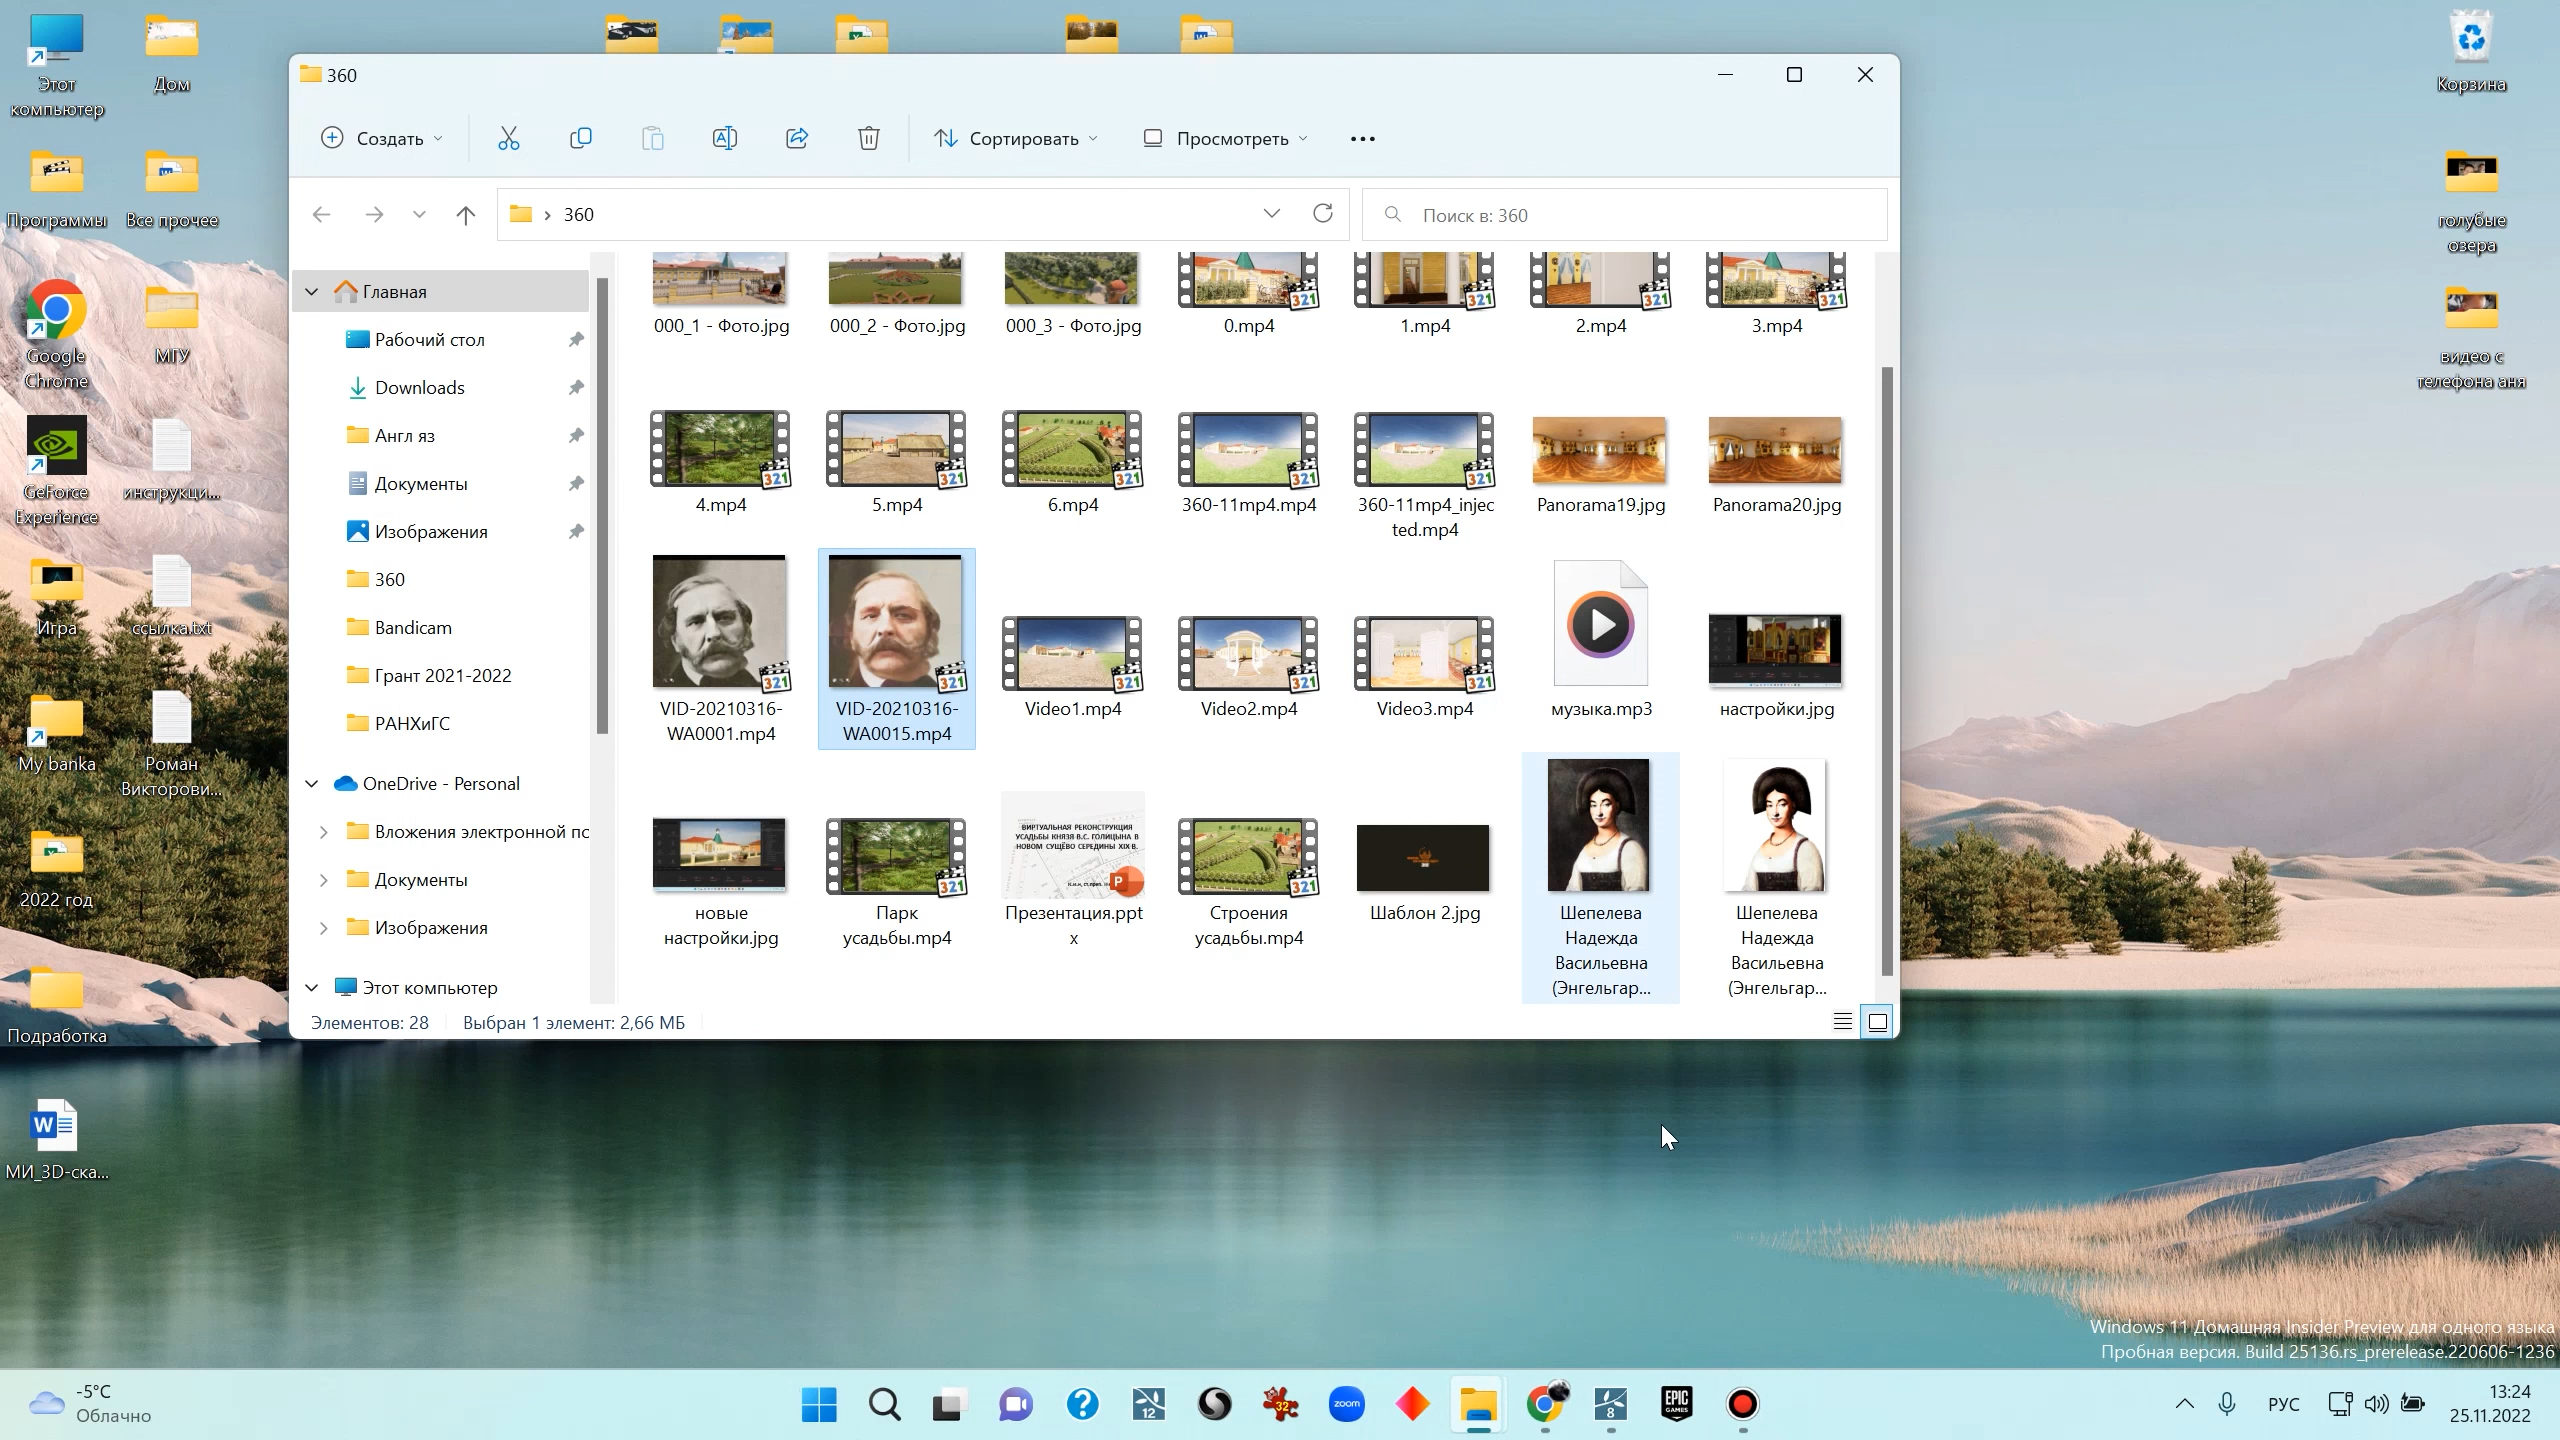 Этот
компьютер
Дом
Корзина
Программы
Все прочее
голубые
озера
Google
Chrome
МГУ
видео с
телефона аня
GeForce
Experience
инструкци...
Игра
ссылка.txt
My banka
Роман
Викторови...
2022 год
Подработка
МИ_3D-ска...
360
Создать
Сортировать
Просмотреть
360
Поиск в: 360
Главная
Рабочий стол
Downloads
Англ яз
Документы
Изображения
360
Bandicam
Грант 2021-2022
РАНХиГС
OneDrive - Personal
Вложения электронной по
Документы
Изображения
Этот компьютер
000_1 - Фото.jpg
000_2 - Фото.jpg
000_3 - Фото.jpg
0.mp4
1.mp4
2.mp4
3.mp4
4.mp4
5.mp4
6.mp4
360-11mp4.mp4
360-11mp4_injec
ted.mp4
Panorama19.jpg
Panorama20.jpg
VID-20210316-
WA0001.mp4
VID-20210316-
WA0015.mp4
Video1.mp4
Video2.mp4
Video3.mp4
музыка.mp3
настройки.jpg
новые
настройки.jpg
Парк
усадьбы.mp4
ВИРТУАЛЬНАЯ РЕКОНСТРУКЦИЯ
УСАДЬБЫ КНЯЗЯ В.С. ГОЛИЦЫНА В
НОВОМ СУЩЁВО СЕРЕДИНЫ XIX В.
Презентация.ppt
x
Строения
усадьбы.mp4
Шаблон 2.jpg
Шепелева
Надежда
Васильевна
(Энгельгар...
Шепелева
Надежда
Васильевна
(Энгельгар...
Элементов: 28
Выбран 1 элемент: 2,66 МБ
Windows 11 Домашняя Insider Preview для одного языка
Пробная версия. Build 25136.rs_prerelease.220606-1236
-5°C
Облачно
12
32
zoom
8
EPIC
GAMES
РУС
13:24
25.11.2022